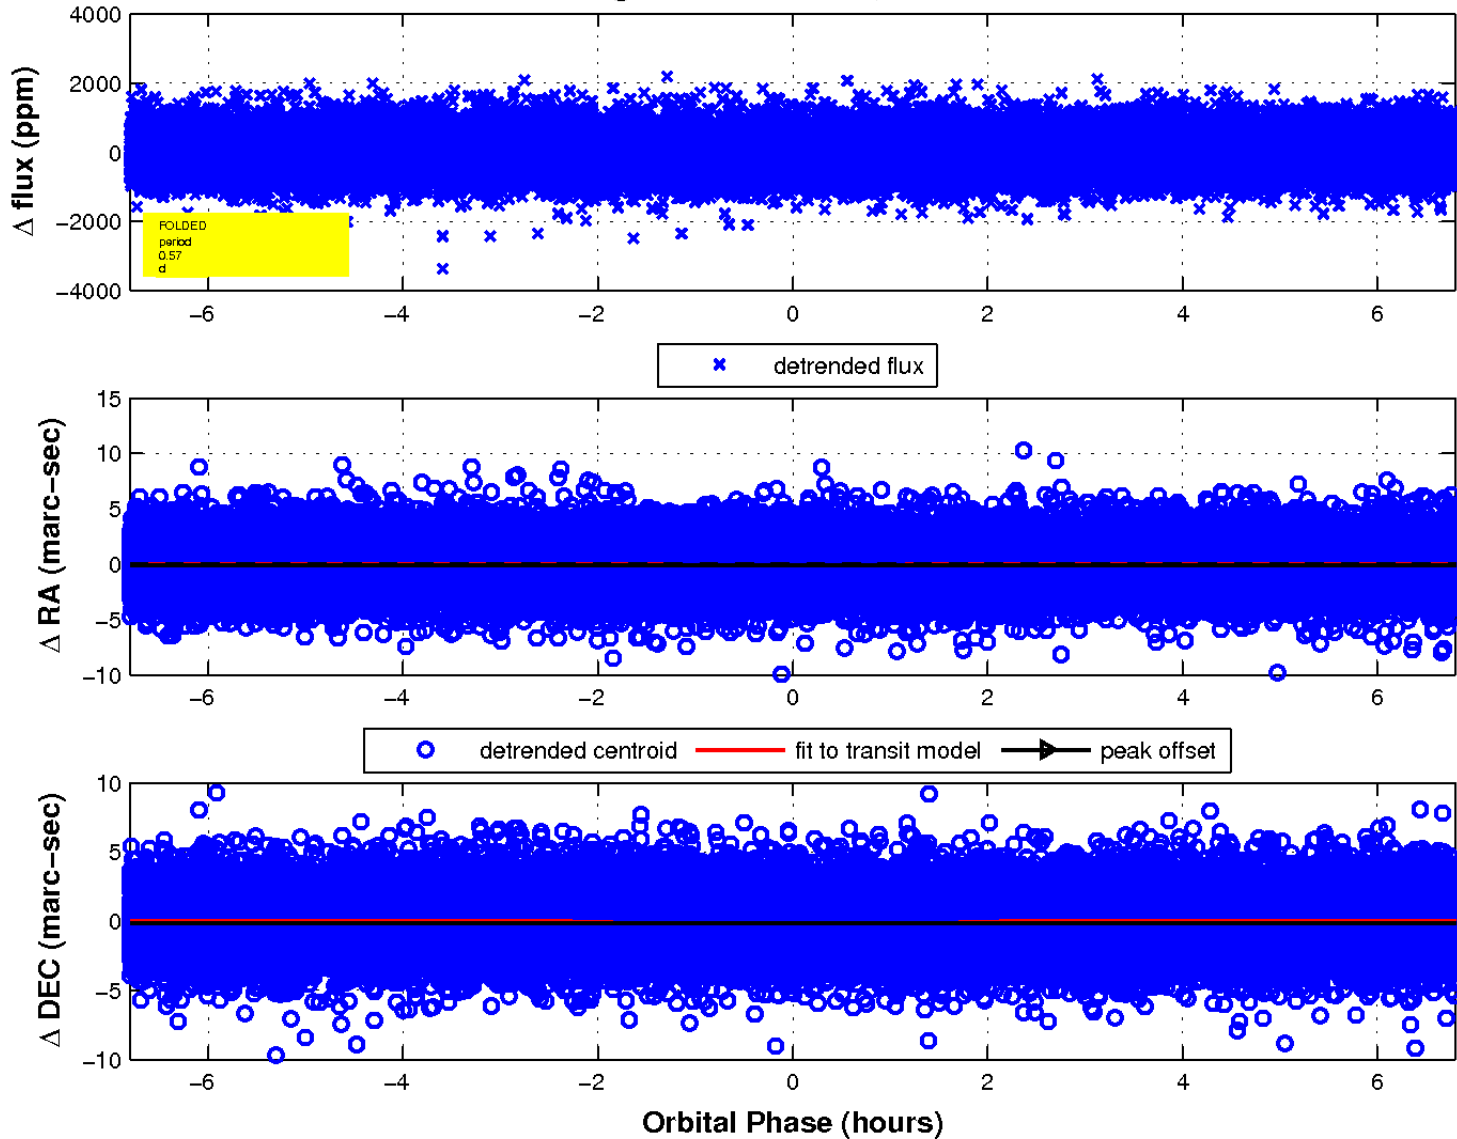 4000
2000
0
−2000
−4000
Δ flux (ppm)
FOLDED
period
0.57
d
−6 −4 −2 0 2 4 6
detrended flux
15
10
5
0
−5
−10
Δ RA (marc−sec)
−6 −4 −2 0 2 4 6
detrended centroid fit to transit model peak offset
10
5
0
−5
−10
Δ DEC (marc−sec)
−6 −4 −2 0 2 4 6
Orbital Phase (hours)